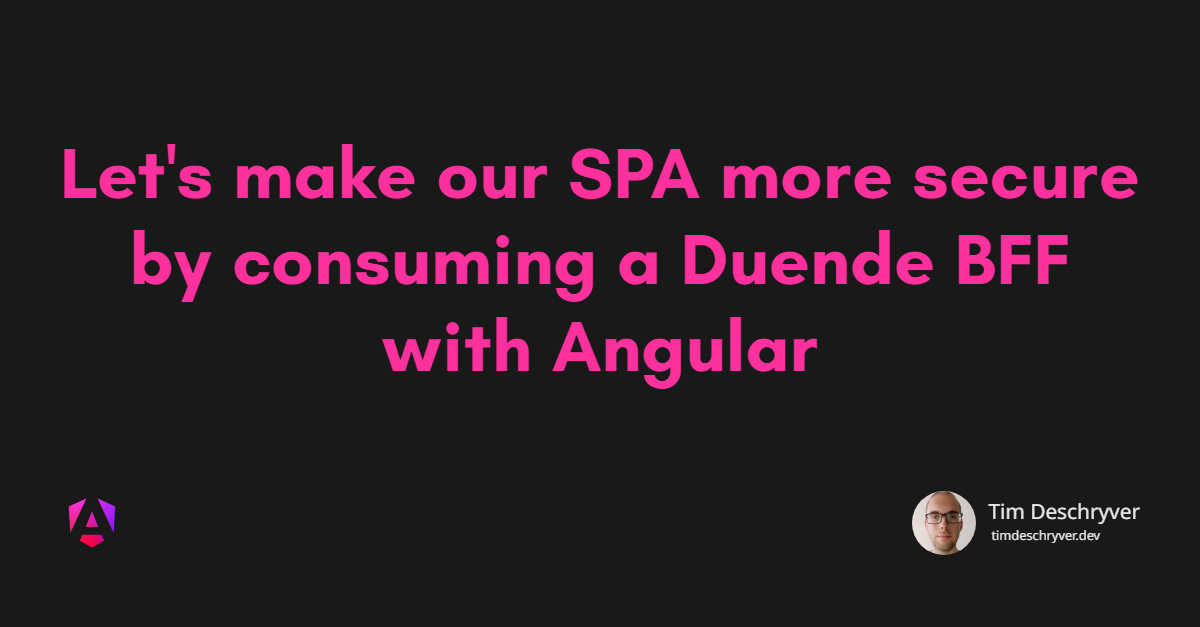 Let's make our SPA more secure
by consuming a Duende BFF
with Angular
Tim Deschryver
timdeschryver.dev